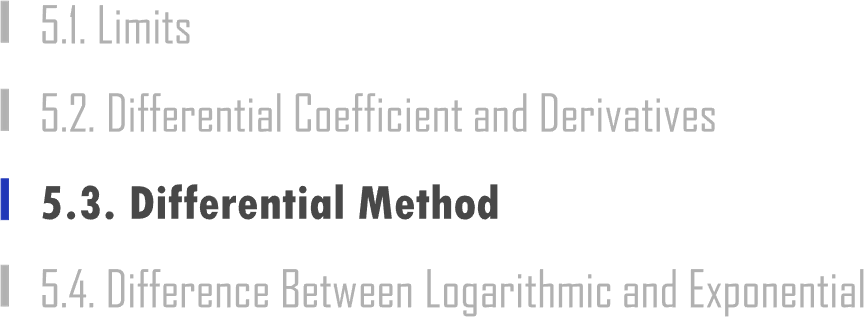 5.1. Limits
5.2. Differential Coefficient and Derivatives
5.3. Differential Method
5.4. Difference Between Logarithmic and Exponential